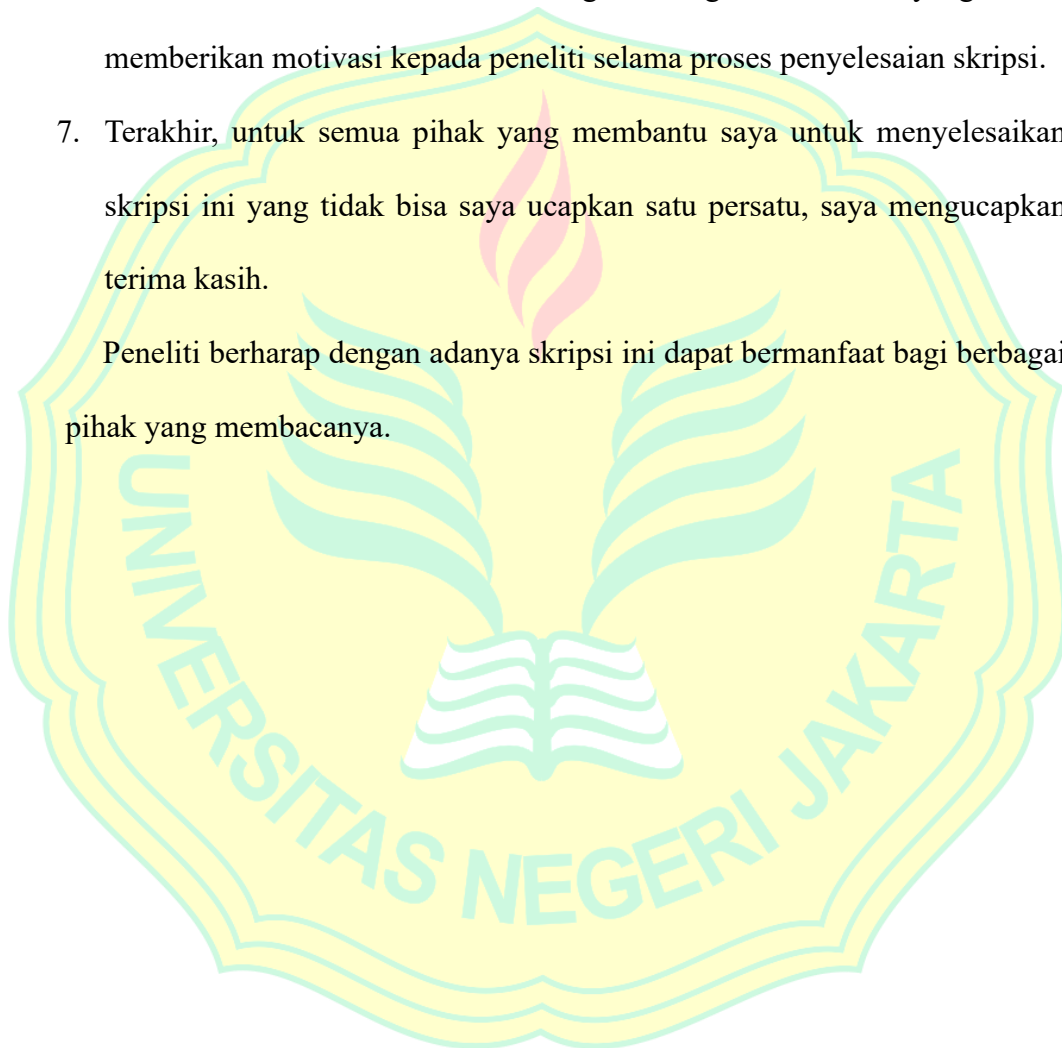 memberikan motivasi kepada peneliti selama proses penyelesaian skripsi.
7. Terakhir, untuk semua pihak yang membantu saya untuk menyelesaikan
skripsi ini yang tidak bisa saya ucapkan satu persatu, saya mengucapkan
terima kasih.
Peneliti berharap dengan adanya skripsi ini dapat bermanfaat bagi berbagai
pihak yang membacanya.
UNIVERSITAS NEGERI JAKARTA